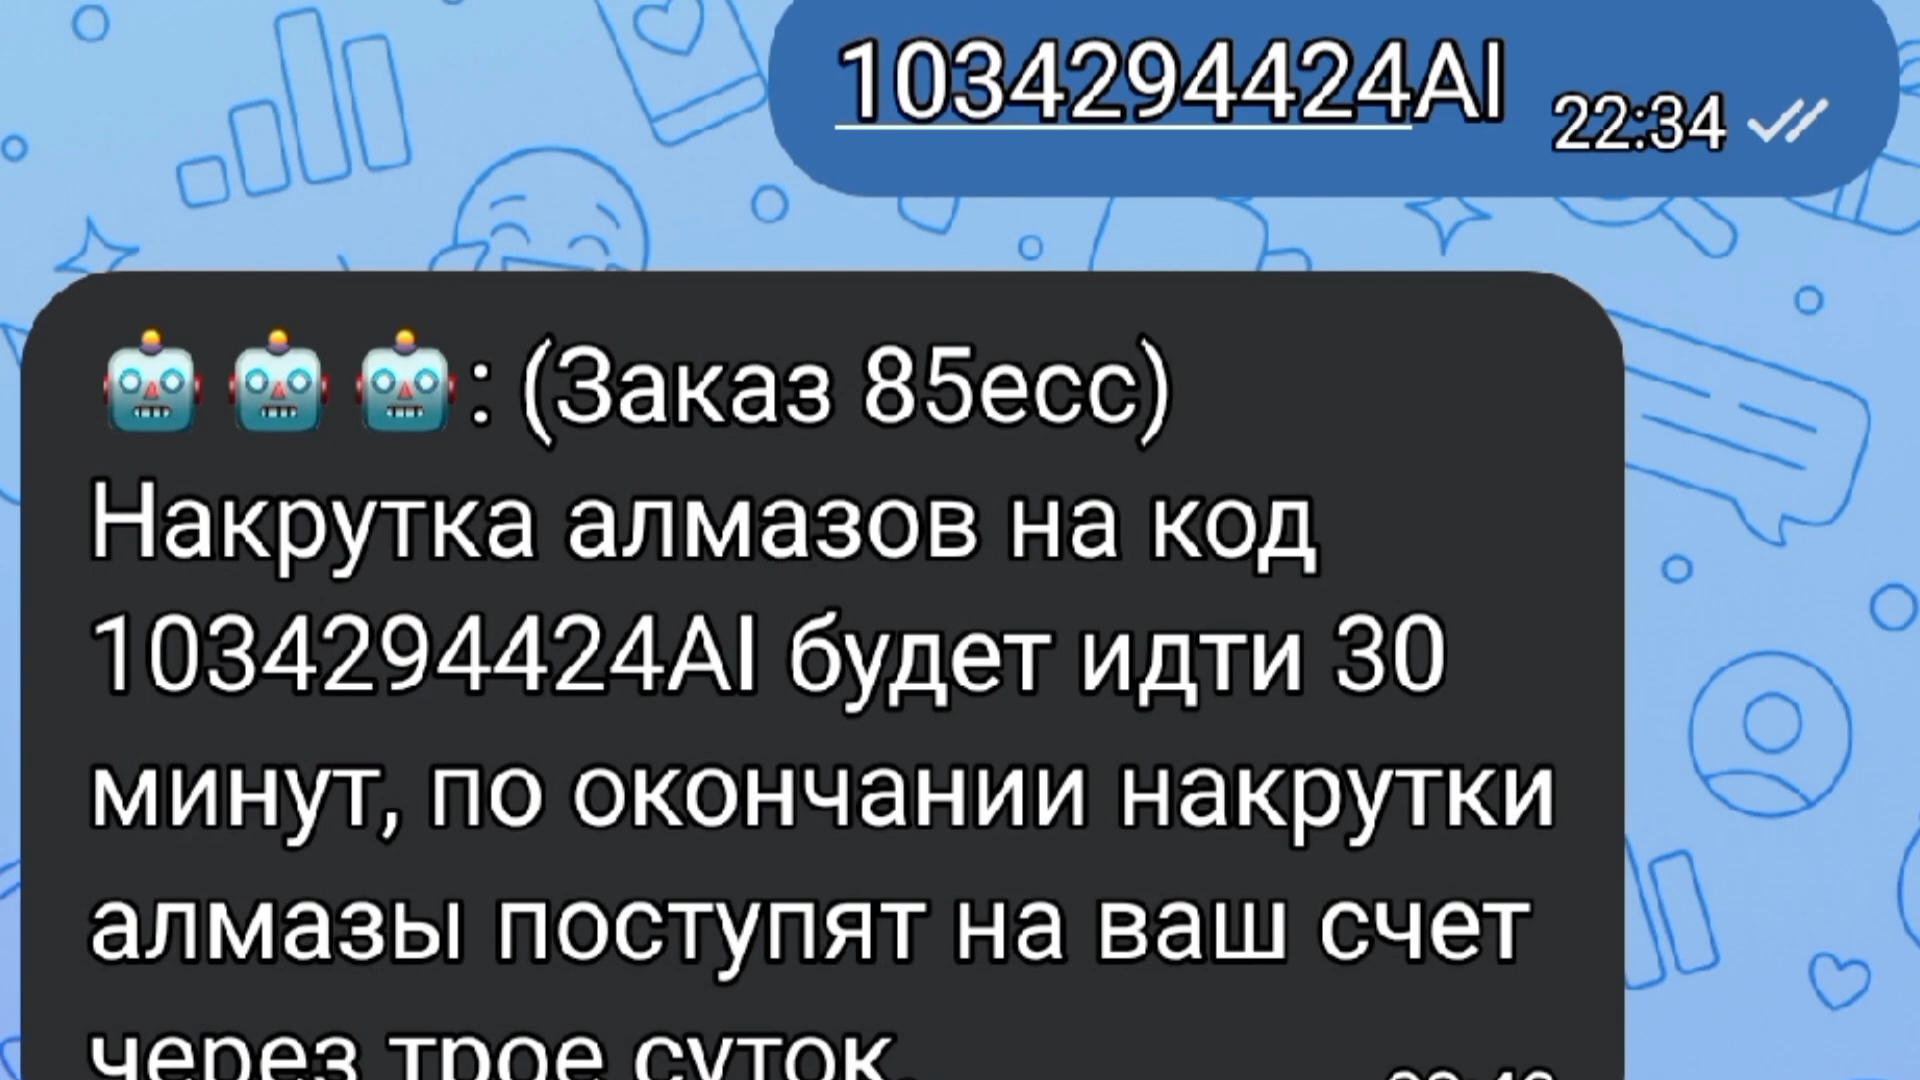 1034294424AI 22:34
: (Заказ 85есс)
Накрутка алмазов на код
1034294424AI будет идти 30
минут, по окончании накрутки
алмазы поступят на ваш счет
через трое суток.